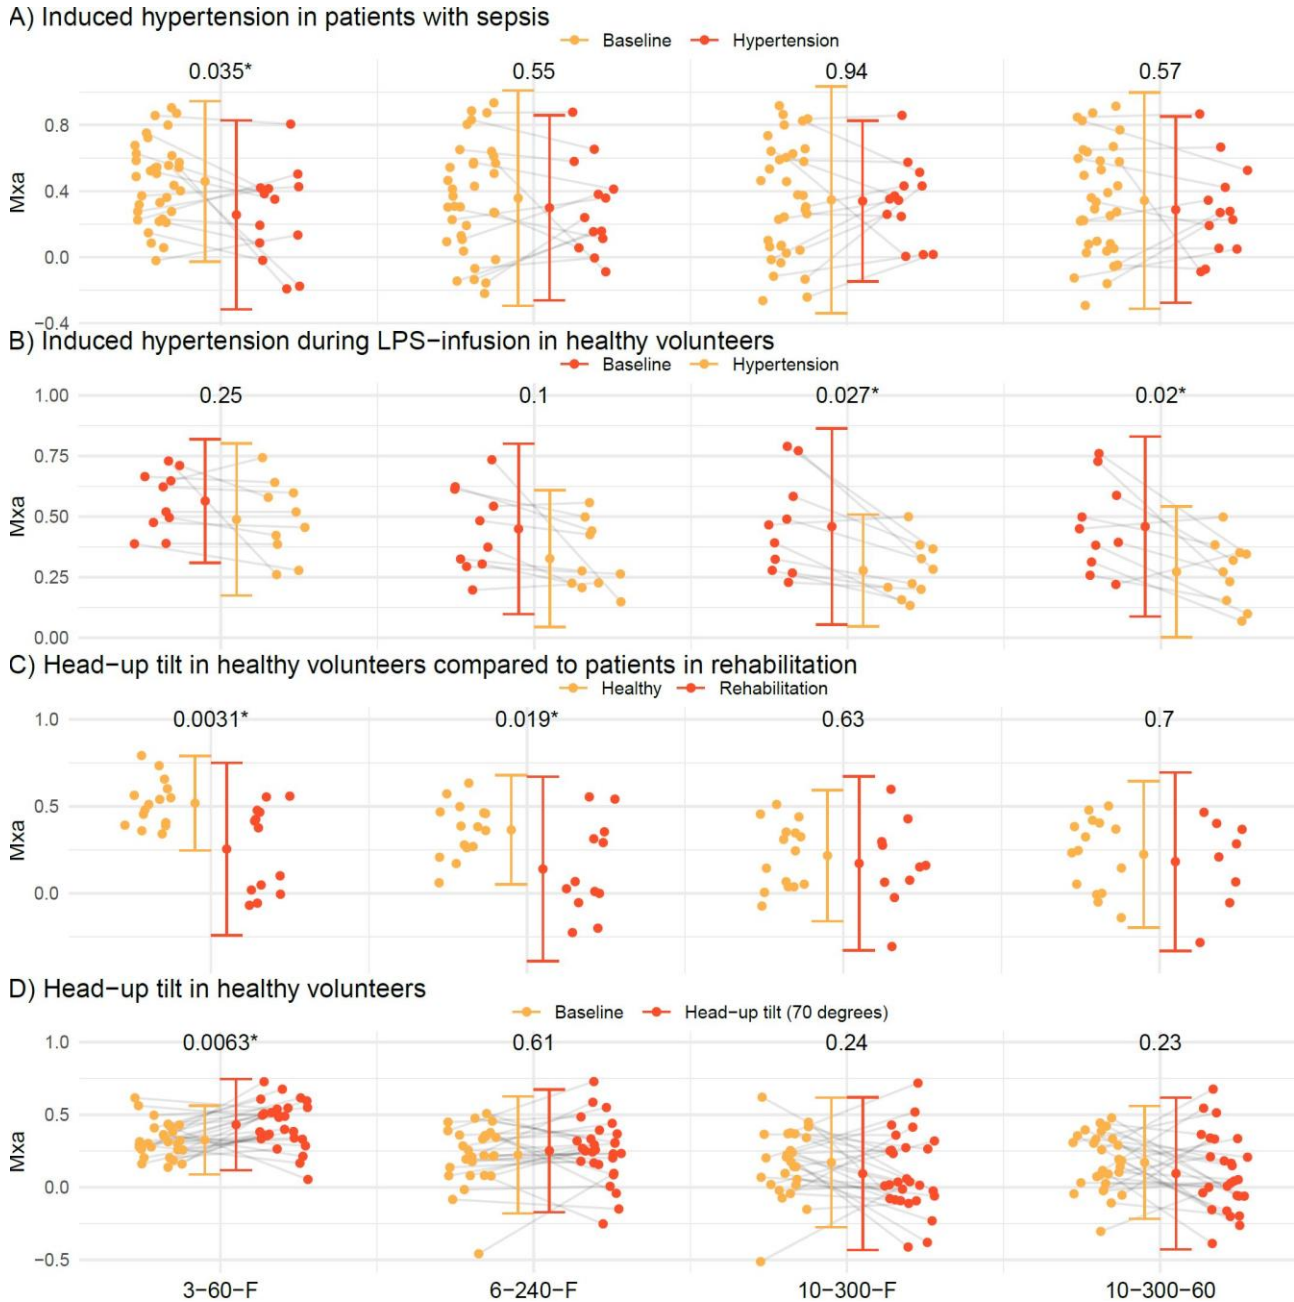 A) Induced hypertension in patients with sepsis
Baseline Hypertension
0.035* 0.55 0.94 0.57
0.8
0.4
0.0
−0.4
Mxa
B) Induced hypertension during LPS−infusion in healthy volunteers
Baseline Hypertension
1.00
0.25 0.1 0.027* 0.02*
0.75
0.50
0.25
0.00
Mxa
C) Head−up tilt in healthy volunteers compared to patients in rehabilitation
Healthy Rehabilitation
1.0
0.0031* 0.019* 0.63 0.7
0.5
0.0
Mxa
D) Head−up tilt in healthy volunteers
Baseline Head−up tilt (70 degrees)
1.0
0.0063* 0.61 0.24 0.23
0.5
0.0
−0.5
Mxa
3−60−F 6−240−F 10−300−F 10−300−60